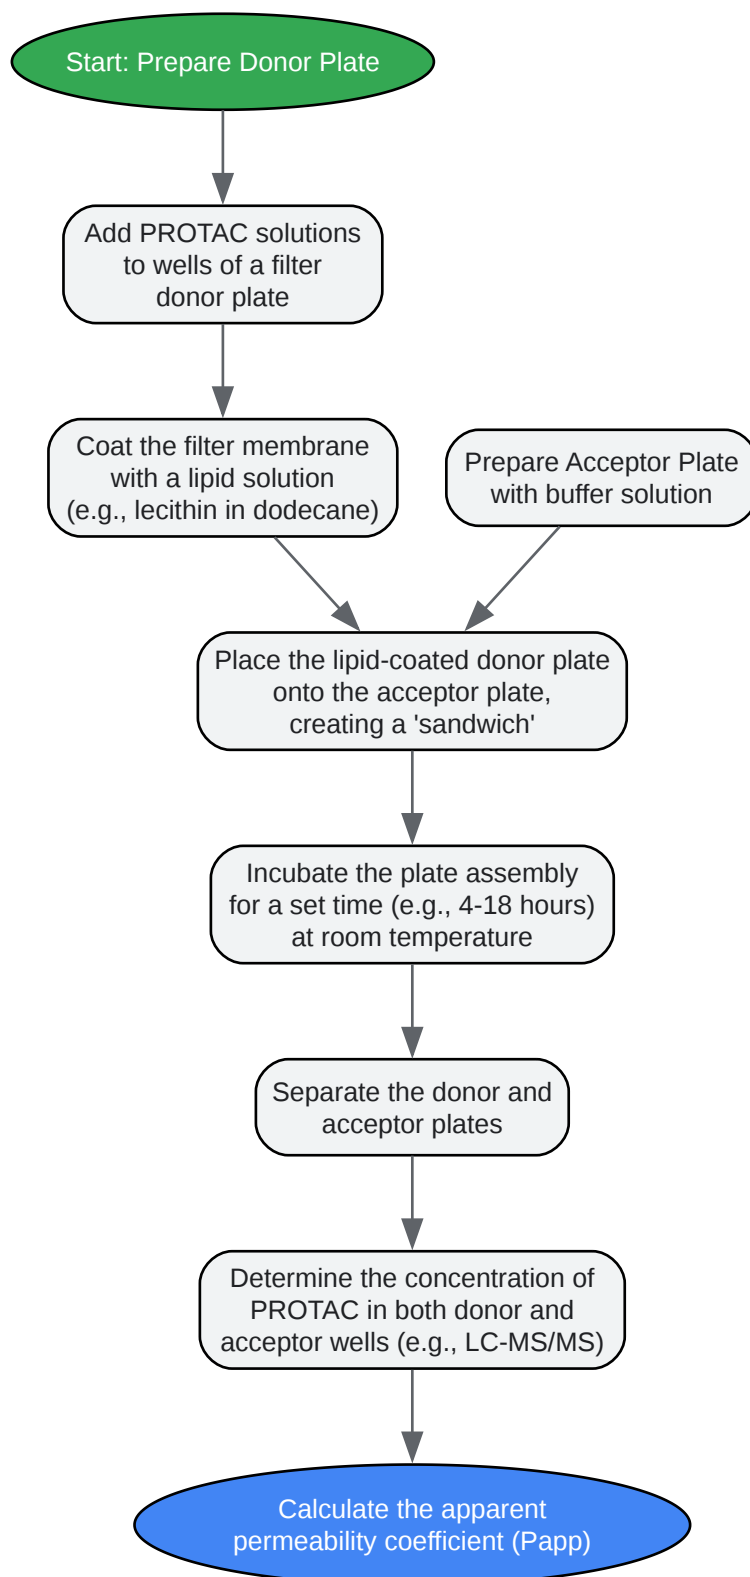 Start: Prepare Donor Plate
Add PROTAC solutions
to wells of a filter
donor plate
Coat the filter membrane
with a lipid solution
(e.g., lecithin in dodecane)
Prepare Acceptor Plate
with buffer solution
Place the lipid-coated donor plate
onto the acceptor plate,
creating a 'sandwich'
Incubate the plate assembly
for a set time (e.g., 4-18 hours)
at room temperature
Separate the donor and
acceptor plates
Determine the concentration of
PROTAC in both donor and
acceptor wells (e.g., LC-MS/MS)
Calculate the apparent
permeability coefficient (Papp)